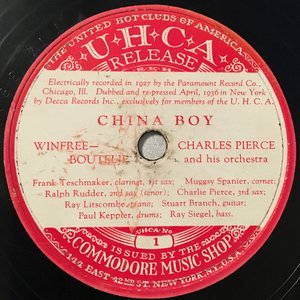 THE UNITED HOT CLUBS OF AMERICA
U·H·C·A
RELEASE
Electrically recorded in 1927 by the Paramount Record Co.,
Chicago, Ill. Dubbed and re-pressed April, 1936 in New York
by Decca Records Inc., exclusively for members of the U. H. C. A.
CHINA BOY
WINFREE—
BOUTELJE
CHARLES PIERCE
and his orchestra
Frank Teschmaker, clarinet, 1st sax; Muggsy Spanier, cornet;
Ralph Rudder, 2nd sax (tenor); Charlie Pierce, 3rd sax;
Ray Litscombe, piano; Stuart Branch, guitar;
Paul Keppler, drums; Ray Siegel, bass.
UHCA No
1
ISSUED BY THE
COMMODORE MUSIC SHOP
144 EAST 42ND ST. NEW YORK, N.Y., U.S.A.